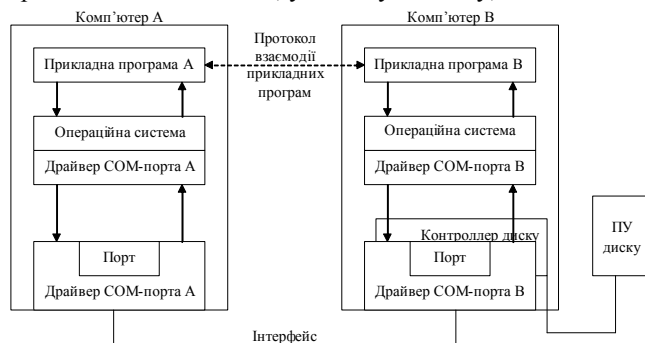 Комп’ютер А
Комп’ютер В
Протокол
взаємодії
прикладних
програм
Прикладна програма А
Прикладна програма В
Операційна система
Операційна система
Драйвер СОМ-порта А
Драйвер СОМ-порта В
Контроллер диску
ПУ
диску
Порт
Порт
Драйвер СОМ-порта А
Драйвер СОМ-порта В
Інтерфейс